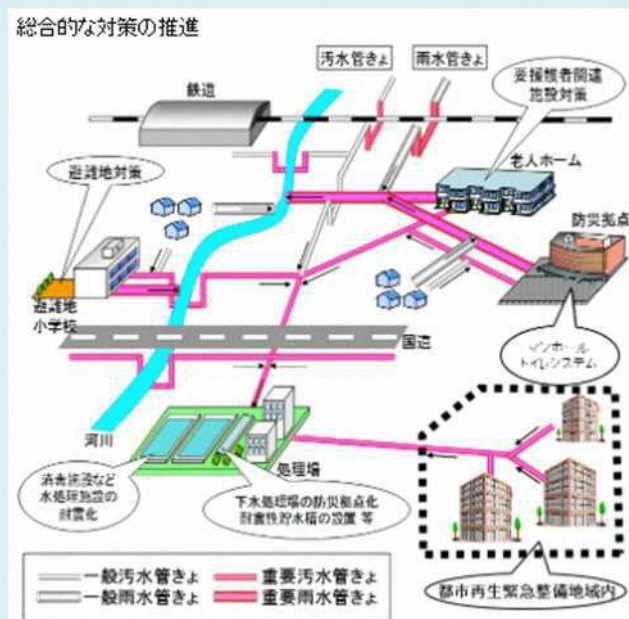 総合的な対策の推進
汚水管きょ
雨水管きょ
要援護者関連
施設対策
鉄道
老人ホーム
避難地対策
防災拠点
避難地
小学校
国道
マンホール
トイレシステム
河川
処理場
消毒施設など
水処理施設の
耐震化
下水処理場の防災拠点化
耐震性貯水槽の設置 等
一般汚水管きょ
重要汚水管きょ
一般雨水管きょ
重要雨水管きょ
都市再生緊急整備地域内